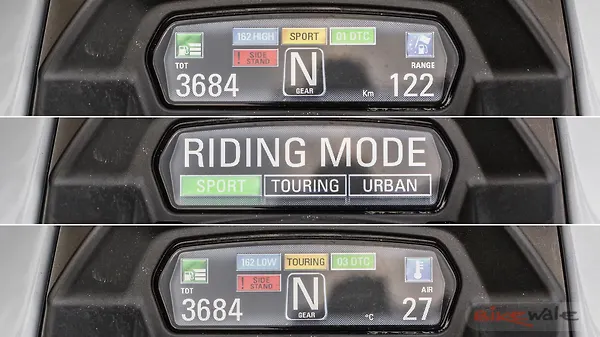 162 HIGH SPORT 01 DTC
TOT ! SIDE STAND N RANGE
3684 GEAR Km 122
RIDING MODE
SPORT TOURING URBAN
162 LOW TOURING 03 DTC
TOT ! SIDE STAND N AIR
3684 GEAR °C 27